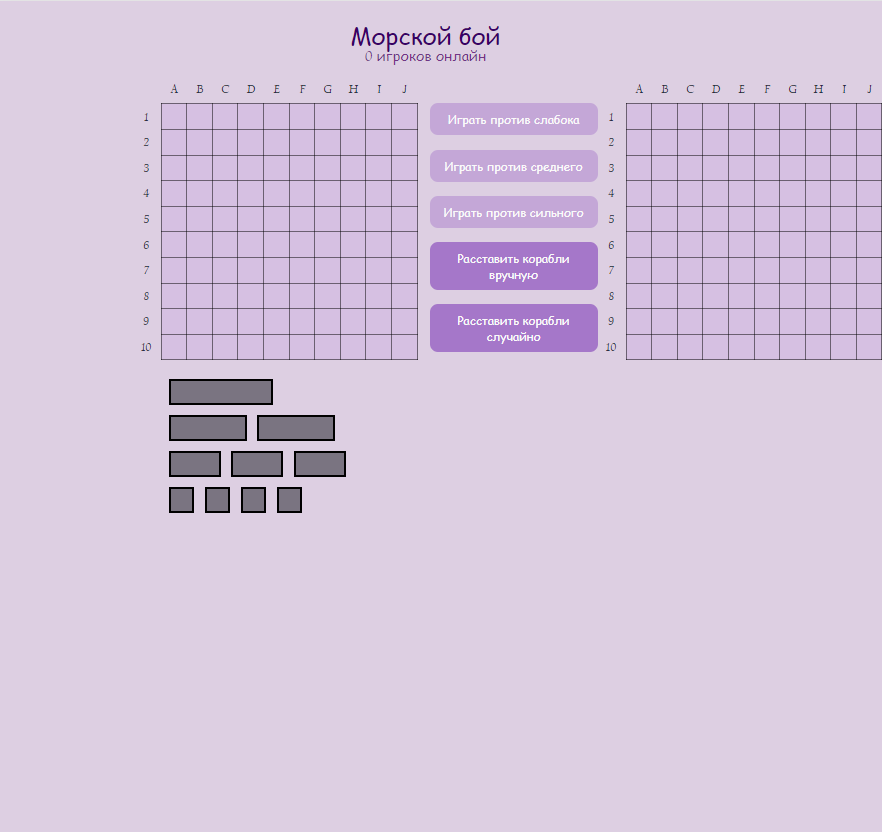 Морской бой
0 игроков онлайн
A B C D E F G H I J
1
2
3
4
5
6
7
8
9
10
Играть против слабока
Играть против среднего
Играть против сильного
Расставить корабли
вручную
Расставить корабли
случайно
A B C D E F G H I J
1
2
3
4
5
6
7
8
9
10